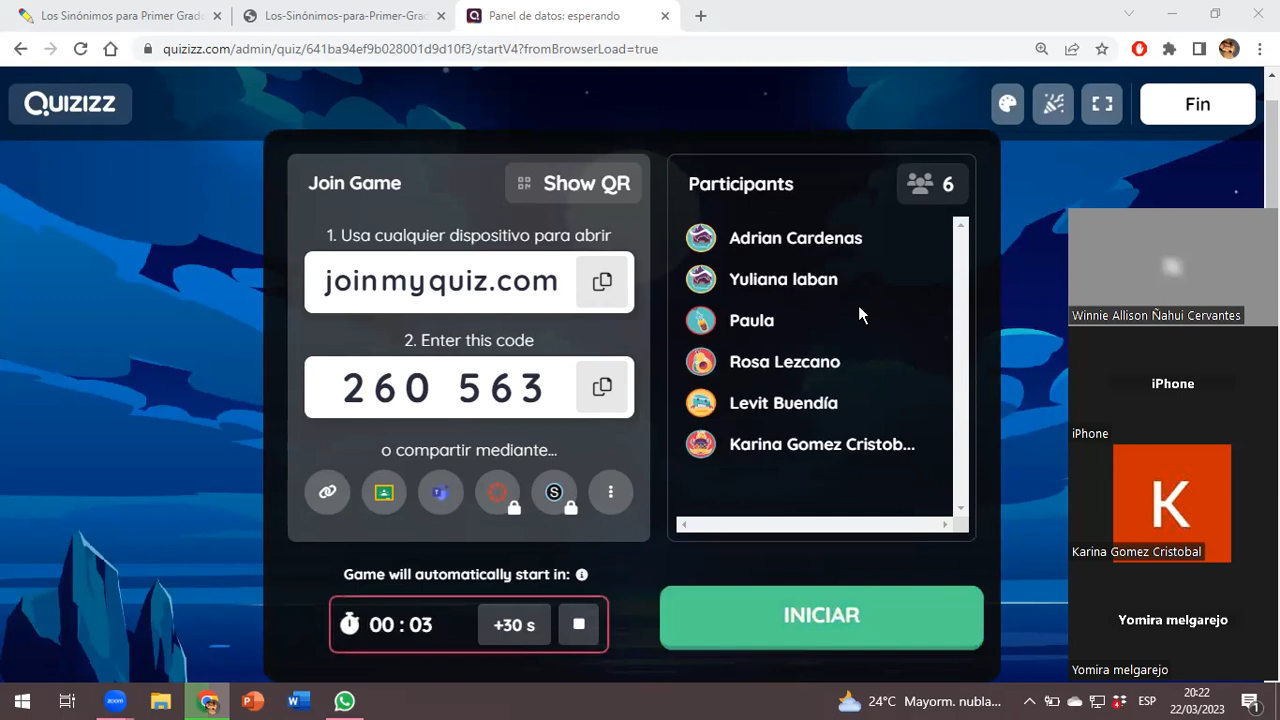 Los Sinónimos para Primer Grad
Los-Sinónimos-para-Primer-Grad
Panel de datos: esperando
quizizz.com/admin/quiz/641ba94ef9b028001d9d10f3/startV4?fromBrowserLoad=true
QUIZIZZ
Fin
Join Game
Show QR
1. Usa cualquier dispositivo para abrir
joinmyquiz.com
2. Enter this code
260 563
o compartir mediante...
S
Game will automatically start in:
00 : 03
+30 s
Participants
6
Adrian Cardenas
Yuliana laban
Paula
Rosa Lezcano
Levit Buendía
Karina Gomez Cristob...
INICIAR
Winnie Allison Ñahui Cervantes
iPhone
iPhone
K
Karina Gomez Cristobal
Yomira melgarejo
Yomira melgarejo
zoom
24°C Mayorm. nubla...
ESP
20:22
22/03/2023